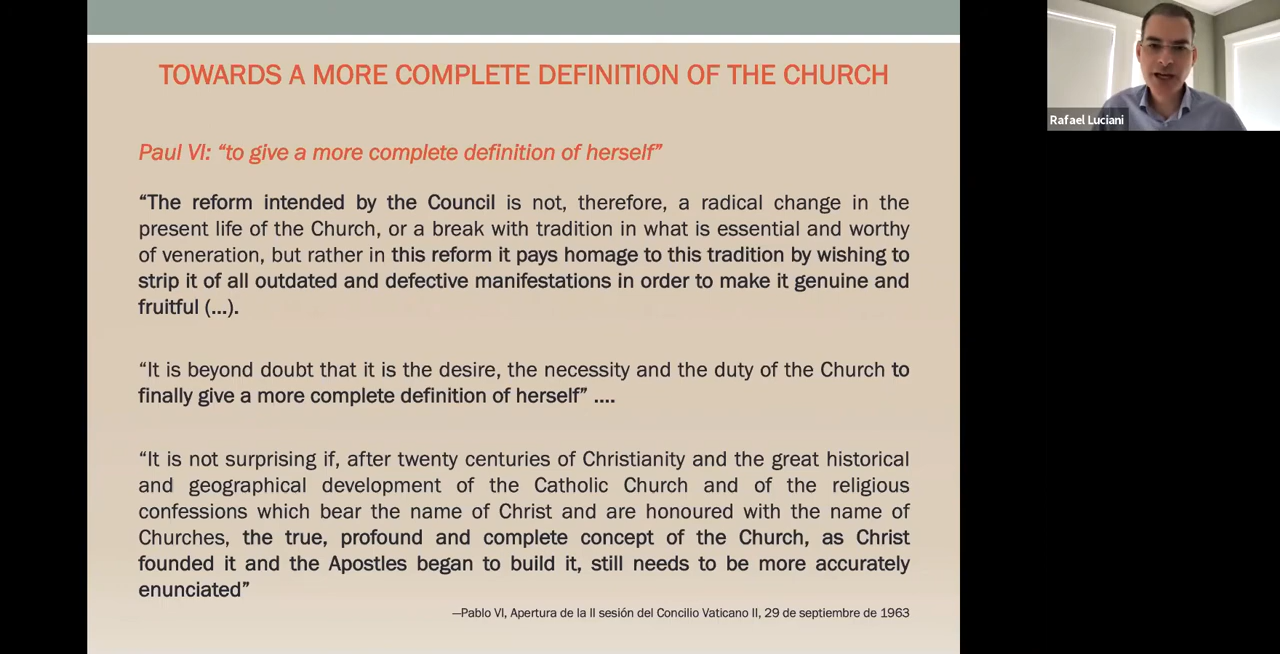 TOWARDS A MORE COMPLETE DEFINITION OF THE CHURCH
Rafael Luciani
Paul VI: “to give a more complete definition of herself”
“The reform intended by the Council is not, therefore, a radical change in the
present life of the Church, or a break with tradition in what is essential and worthy
of veneration, but rather in this reform it pays homage to this tradition by wishing to
strip it of all outdated and defective manifestations in order to make it genuine and
fruitful (...).
“It is beyond doubt that it is the desire, the necessity and the duty of the Church to
finally give a more complete definition of herself” ....
“It is not surprising if, after twenty centuries of Christianity and the great historical
and geographical development of the Catholic Church and of the religious
confessions which bear the name of Christ and are honoured with the name of
Churches, the true, profound and complete concept of the Church, as Christ
founded it and the Apostles began to build it, still needs to be more accurately
enunciated”
—Pablo VI, Apertura de la II sesión del Concilio Vaticano II, 29 de septiembre de 1963